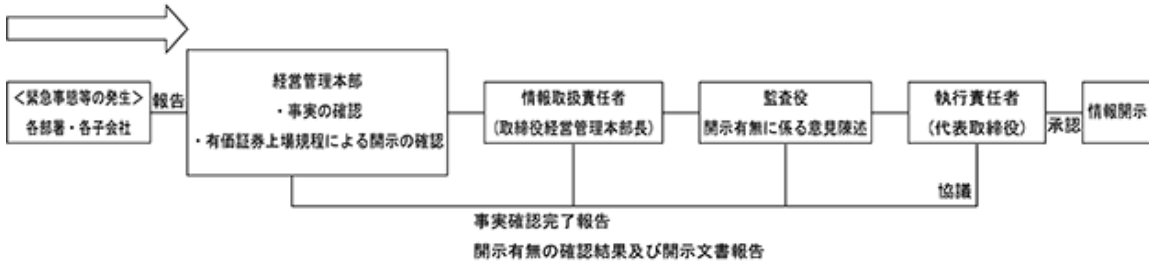 <緊急事態等の発生>
各部署・各子会社
報告
経営管理本部
・事実の確認
・有価証券上場規程による開示の確認
情報取扱責任者
(取締役経営管理本部長)
監査役
開示有無に係る意見陳述
執行責任者
(代表取締役)
承認
情報開示
協議
事実確認完了報告
開示有無の確認結果及び開示文書報告